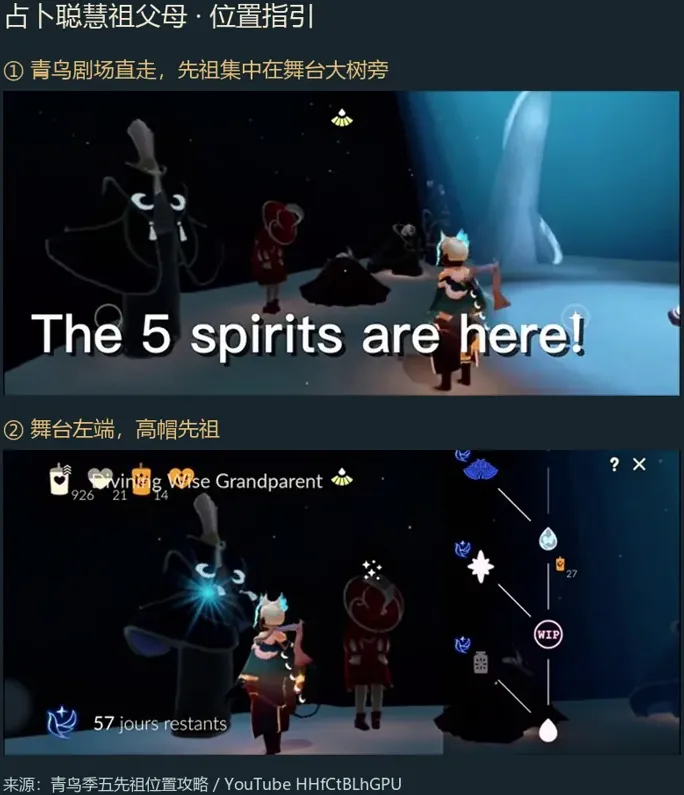 占卜聪慧祖父母 · 位置指引
① 青鸟剧场直走，先祖集中在舞台大树旁
The 5 spirits are here!
② 舞台左端，高帽先祖
Divining Wise Grandparent
926 21 14
? ×
27
WIP
57 jours restants
来源：青鸟季五先祖位置攻略 / YouTube HHfCtBLhGPU